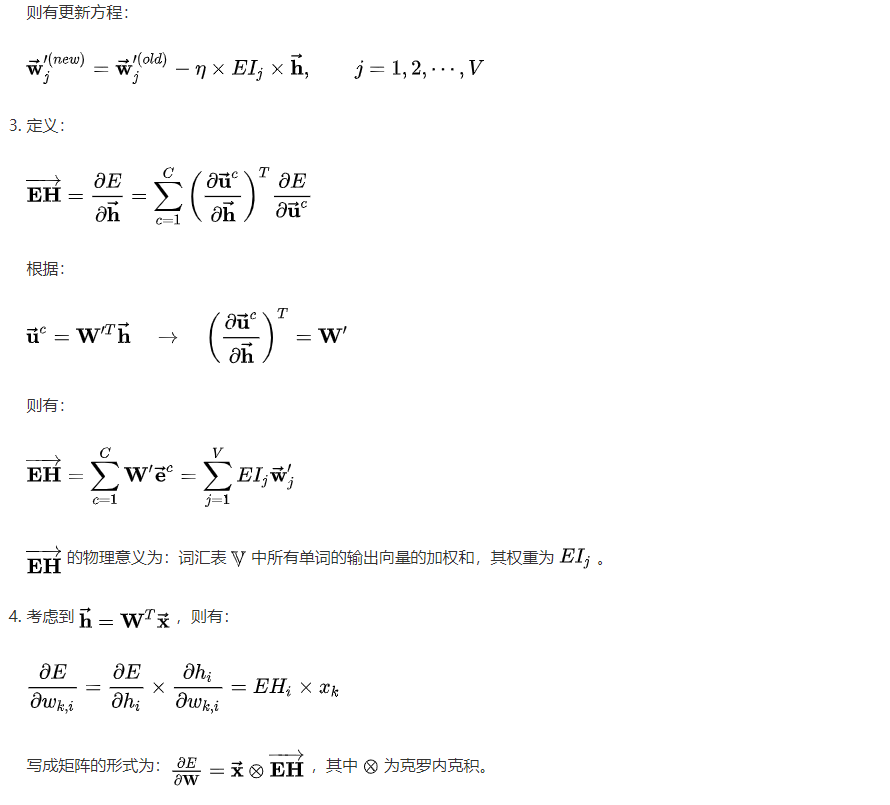 则有更新方程：
$\vec{\mathbf{w}}_j^{\prime(new)} = \vec{\mathbf{w}}_j^{\prime(old)} - \eta \times EI_j \times \vec{\mathbf{h}}, \qquad j = 1, 2, \cdots, V$
3. 定义：
$\overrightarrow{\mathbf{EH}} = \frac{\partial E}{\partial \vec{\mathbf{h}}} = \sum_{c=1}^{C} \left( \frac{\partial \vec{\mathbf{u}}^c}{\partial \vec{\mathbf{h}}} \right)^T \frac{\partial E}{\partial \vec{\mathbf{u}}^c}$
根据：
$\vec{\mathbf{u}}^c = \mathbf{W}^{\prime T} \vec{\mathbf{h}} \quad \rightarrow \quad \left( \frac{\partial \vec{\mathbf{u}}^c}{\partial \vec{\mathbf{h}}} \right)^T = \mathbf{W}^{\prime}$
则有：
$\overrightarrow{\mathbf{EH}} = \sum_{c=1}^{C} \mathbf{W}^{\prime} \vec{\mathbf{e}}^c = \sum_{j=1}^{V} EI_j \vec{\mathbf{w}}_j^{\prime}$
$\overrightarrow{\mathbf{EH}}$ 的物理意义为：词汇表 $\mathbb{V}$ 中所有单词的输出向量的加权和，其权重为 $EI_j$ 。
4. 考虑到 $\vec{\mathbf{h}} = \mathbf{W}^T \vec{\mathbf{x}}$ ，则有：
$\frac{\partial E}{\partial w_{k,i}} = \frac{\partial E}{\partial h_i} \times \frac{\partial h_i}{\partial w_{k,i}} = EH_i \times x_k$
写成矩阵的形式为：$\frac{\partial E}{\partial \mathbf{W}} = \vec{\mathbf{x}} \otimes \overrightarrow{\mathbf{EH}}$ ，其中 $\otimes$ 为克罗内克积。